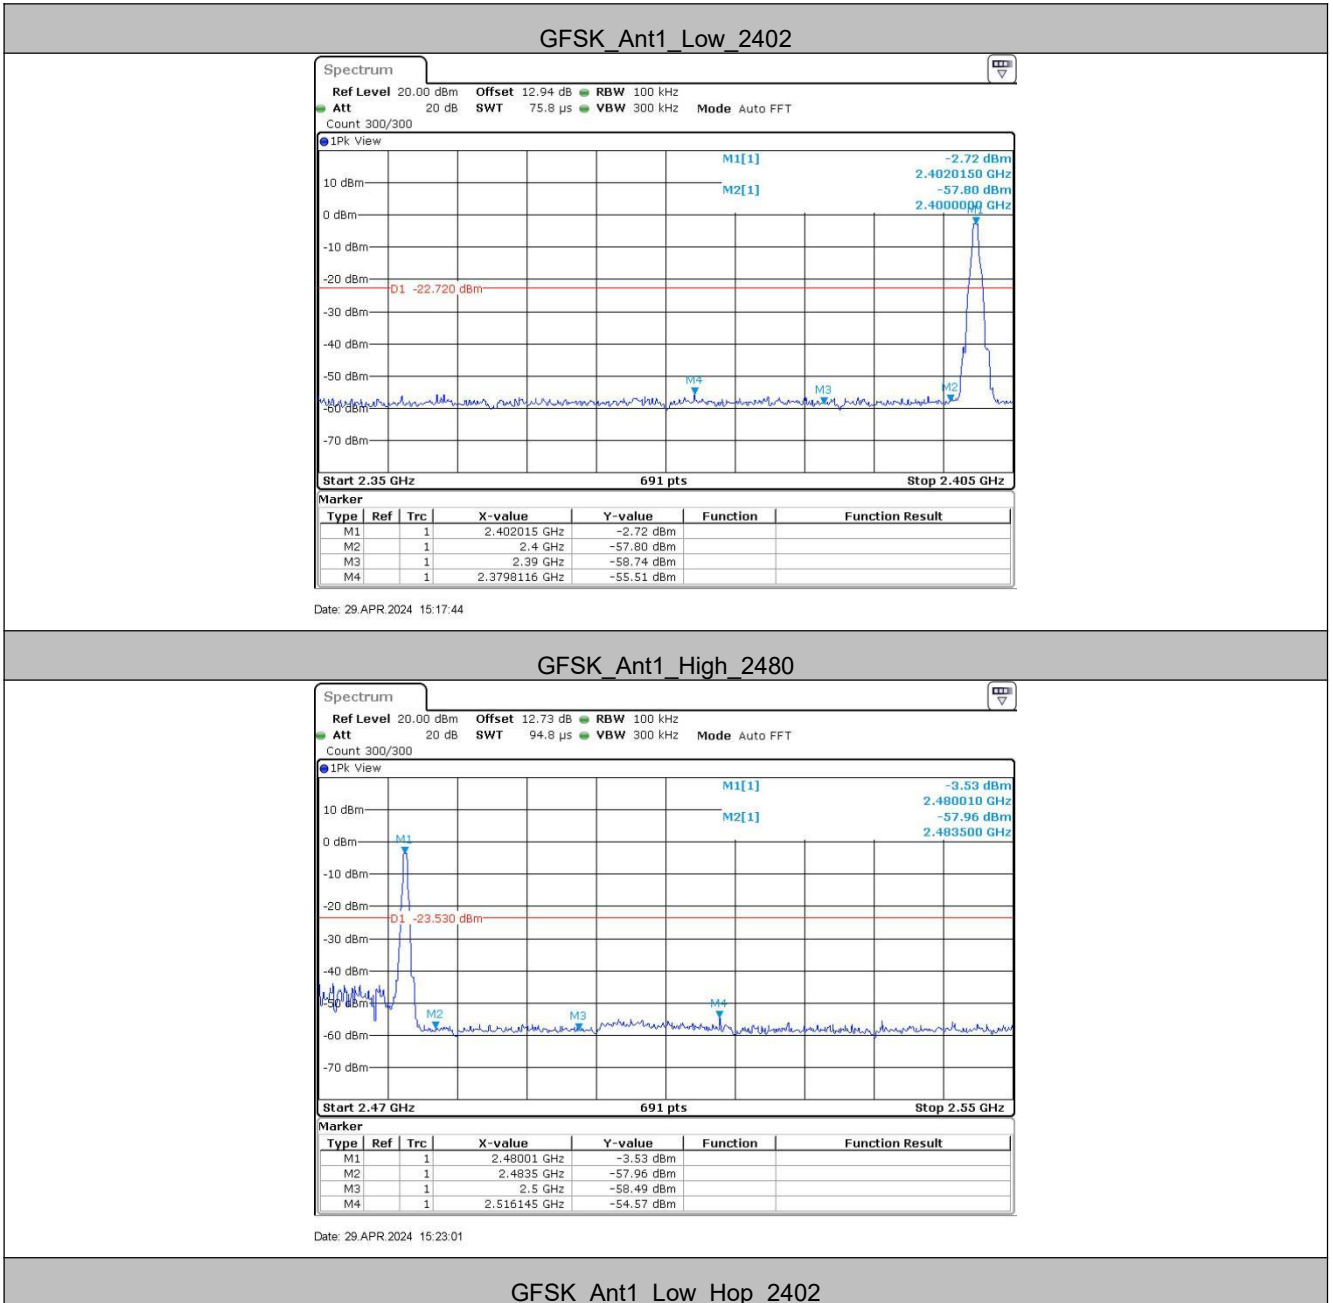 GFSK_Ant1_Low_2402
Spectrum
Ref Level 20.00 dBm Offset 12.94 dB RBW 100 kHz
Att 20 dB SWT 75.8 µs VBW 300 kHz Mode Auto FFT
Count 300/300
1Pk View
M1[1] -2.72 dBm
2.4020150 GHz
10 dBm
M2[1] -57.80 dBm
2.4000000 GHz
M1
0 dBm
-10 dBm
-20 dBm
D1 -22.720 dBm
-30 dBm
-40 dBm
-50 dBm
M4
M3
M2
-60 dBm
-70 dBm
Start 2.35 GHz 691 pts Stop 2.405 GHz
Marker
Type Ref Trc X-value Y-value Function Function Result
M1 1 2.402015 GHz -2.72 dBm
M2 1 2.4 GHz -57.80 dBm
M3 1 2.39 GHz -58.74 dBm
M4 1 2.3798116 GHz -55.51 dBm
Date: 29.APR.2024 15:17:44
GFSK_Ant1_High_2480
Spectrum
Ref Level 20.00 dBm Offset 12.73 dB RBW 100 kHz
Att 20 dB SWT 94.8 µs VBW 300 kHz Mode Auto FFT
Count 300/300
1Pk View
M1[1] -3.53 dBm
2.480010 GHz
10 dBm
M2[1] -57.96 dBm
2.483500 GHz
0 dBm
M1
-10 dBm
-20 dBm
D1 -23.530 dBm
-30 dBm
-40 dBm
-50 dBm
M4
M2
M3
-60 dBm
-70 dBm
Start 2.47 GHz 691 pts Stop 2.55 GHz
Marker
Type Ref Trc X-value Y-value Function Function Result
M1 1 2.48001 GHz -3.53 dBm
M2 1 2.4835 GHz -57.96 dBm
M3 1 2.5 GHz -58.49 dBm
M4 1 2.516145 GHz -54.57 dBm
Date: 29.APR.2024 15:23:01
GFSK_Ant1_Low_Hop_2402